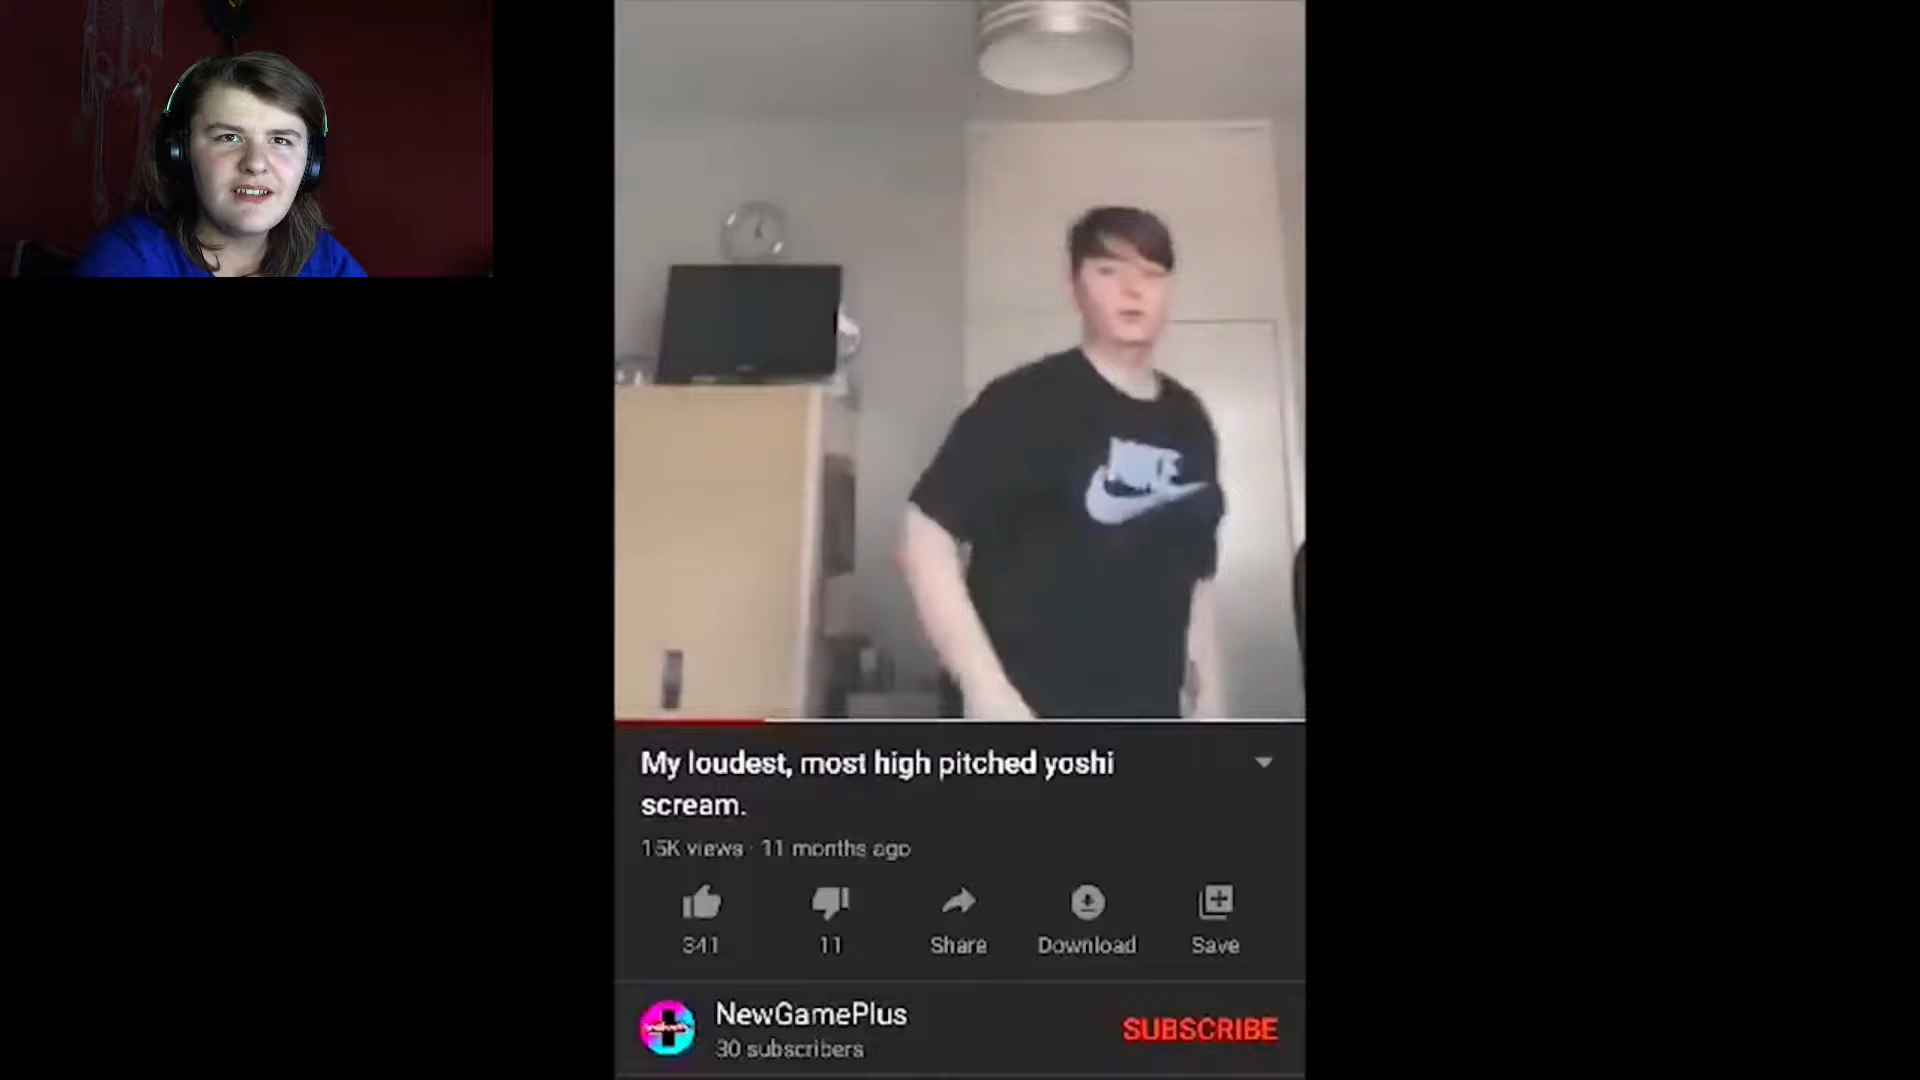 NIKE
My loudest, most high pitched yoshi
scream.
15K views · 11 months ago
341
11
Share
Download
Save
NewGamePlus
30 subscribers
SUBSCRIBE